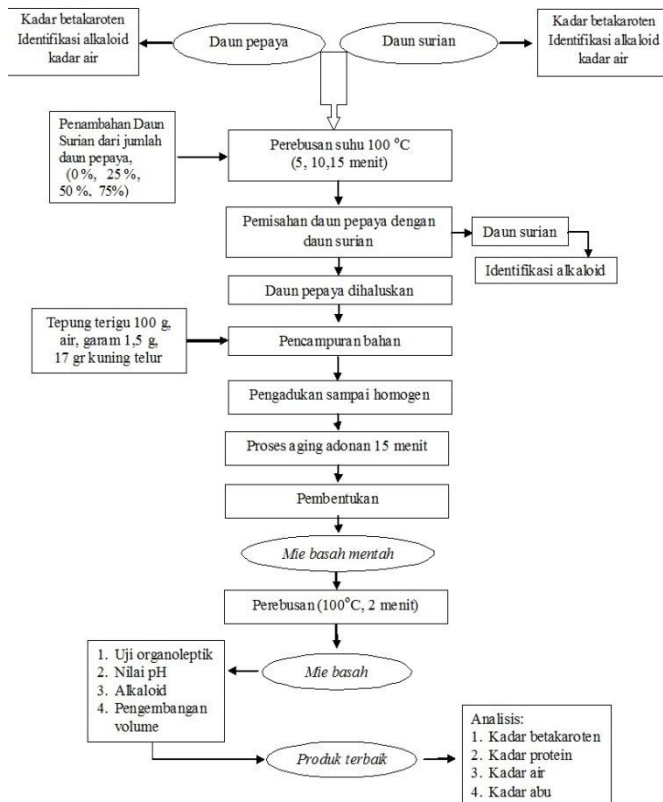 Kadar betakaroten
Identifikasi alkaloid
kadar air
Daun pepaya
Daun surian
Kadar betakaroten
Identifikasi alkaloid
kadar air
Penambahan Daun
Surian dari jumlah
daun pepaya,
(0 %, 25 %,
50 %, 75%)
Perebusan suhu 100 °C
(5, 10,15 menit)
Pemisahan daun pepaya dengan
daun surian
Daun surian
Identifikasi alkaloid
Daun pepaya dihaluskan
Tepung terigu 100 g,
air, garam 1,5 g,
17 gr kuning telur
Pencampuran bahan
Pengadukan sampai homogen
Proses aging adonan 15 menit
Pembentukan
Mie basah mentah
Perebusan (100°C, 2 menit)
1. Uji organoleptik
2. Nilai pH
3. Alkaloid
4. Pengembangan
volume
Mie basah
Produk terbaik
Analisis:
1. Kadar betakaroten
2. Kadar protein
3. Kadar air
4. Kadar abu